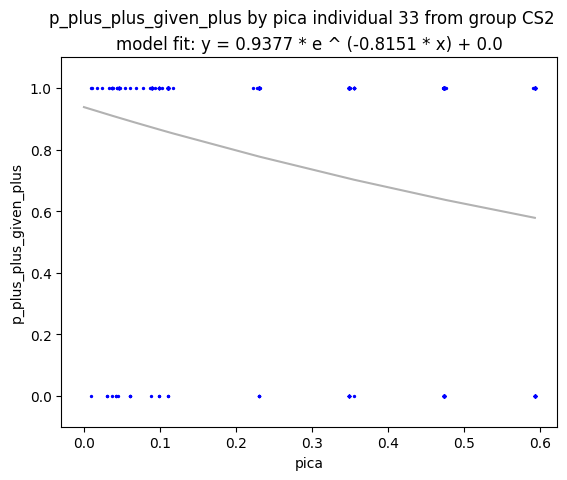 p_plus_plus_given_plus by pica individual 33 from group CS2
model fit: y = 0.9377 * e ^ (-0.8151 * x) + 0.0
p_plus_plus_given_plus
1.0
0.8
0.6
0.4
0.2
0.0
0.0 0.1 0.2 0.3 0.4 0.5 0.6
pica